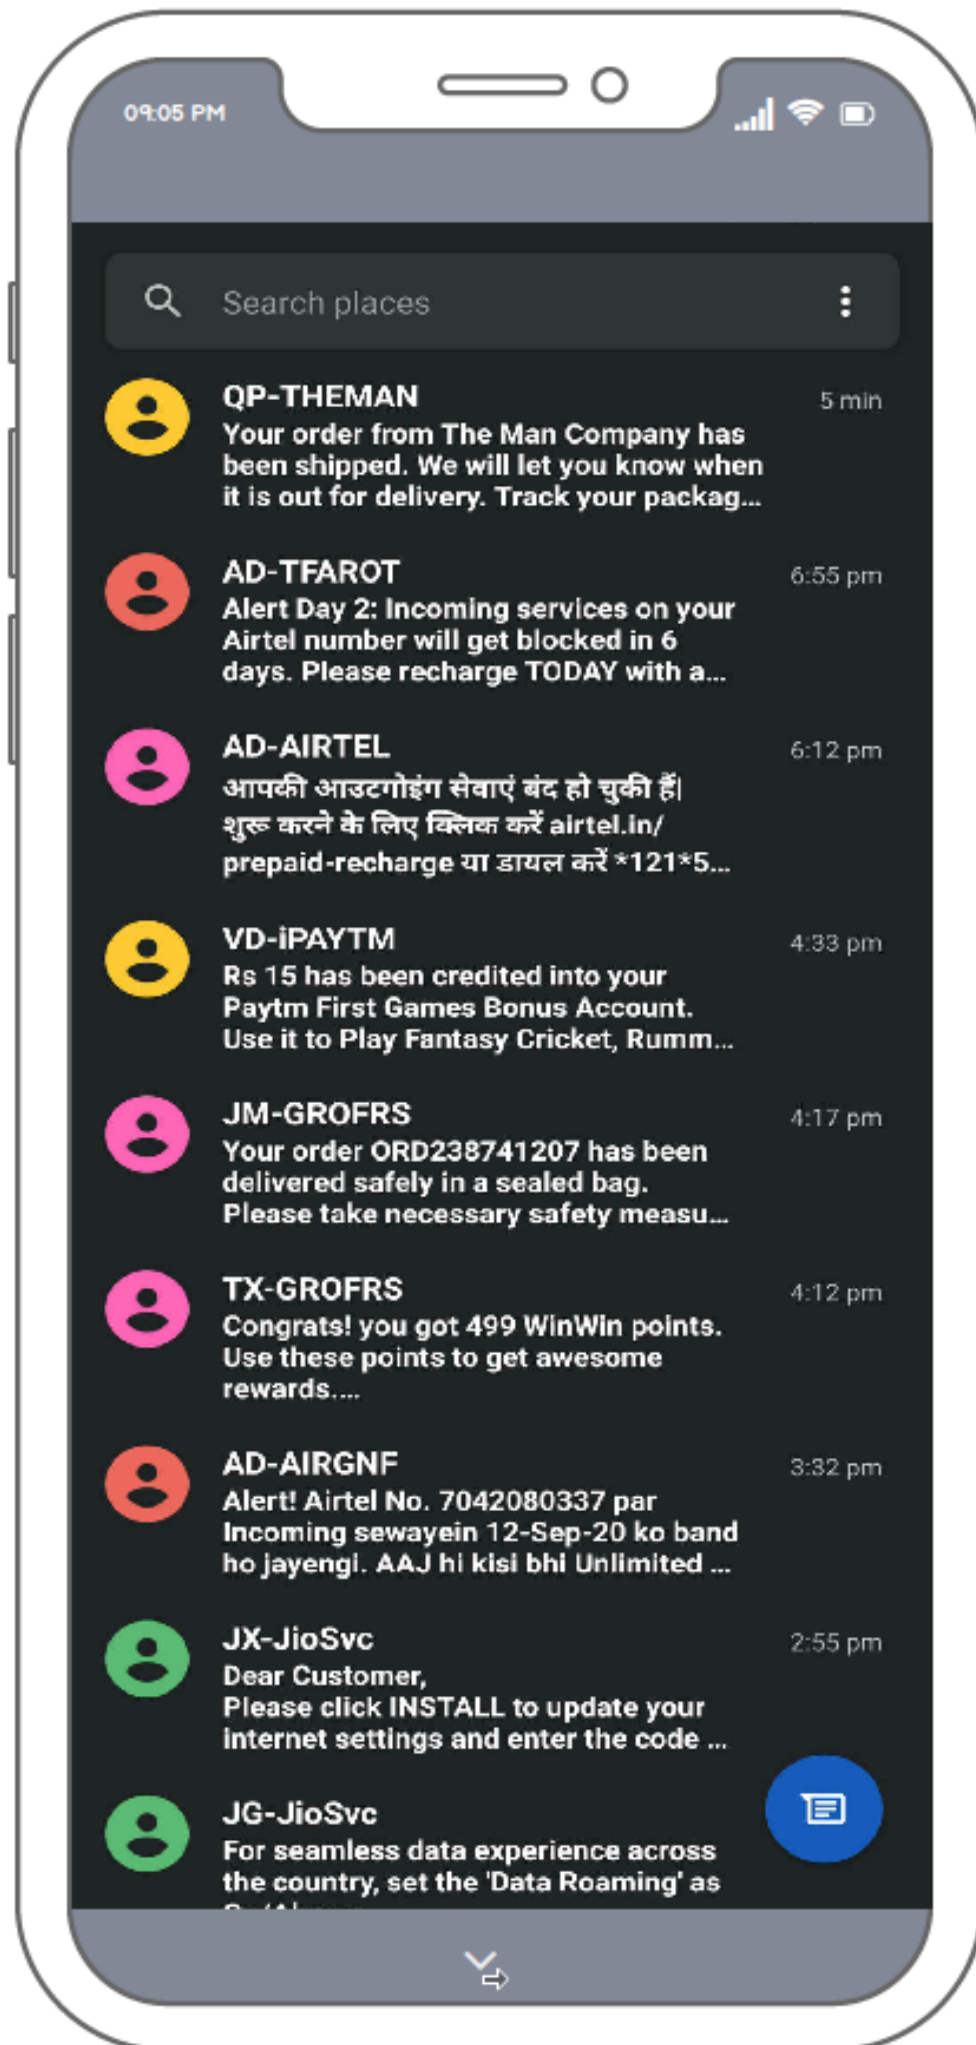 09:05 PM
Search places
QP-THEMAN
5 min
Your order from The Man Company has
been shipped. We will let you know when
it is out for delivery. Track your packag...
AD-TFAROT
6:55 pm
Alert Day 2: Incoming services on your
Airtel number will get blocked in 6
days. Please recharge TODAY with a...
AD-AIRTEL
6:12 pm
आपकी आउटगोइंग सेवाएं बंद हो चुकी हैं|
शुरू करने के लिए क्लिक करें airtel.in/
prepaid-recharge या डायल करें *121*5...
VD-iPAYTM
4:33 pm
Rs 15 has been credited into your
Paytm First Games Bonus Account.
Use it to Play Fantasy Cricket, Rumm...
JM-GROFRS
4:17 pm
Your order ORD238741207 has been
delivered safely in a sealed bag.
Please take necessary safety measu...
TX-GROFRS
4:12 pm
Congrats! you got 499 WinWin points.
Use these points to get awesome
rewards....
AD-AIRGNF
3:32 pm
Alert! Airtel No. 7042080337 par
Incoming sewayein 12-Sep-20 ko band
ho jayengi. AAJ hi kisi bhi Unlimited ...
JX-JioSvc
2:55 pm
Dear Customer,
Please click INSTALL to update your
internet settings and enter the code ...
JG-JioSvc
For seamless data experience across
the country, set the 'Data Roaming' as